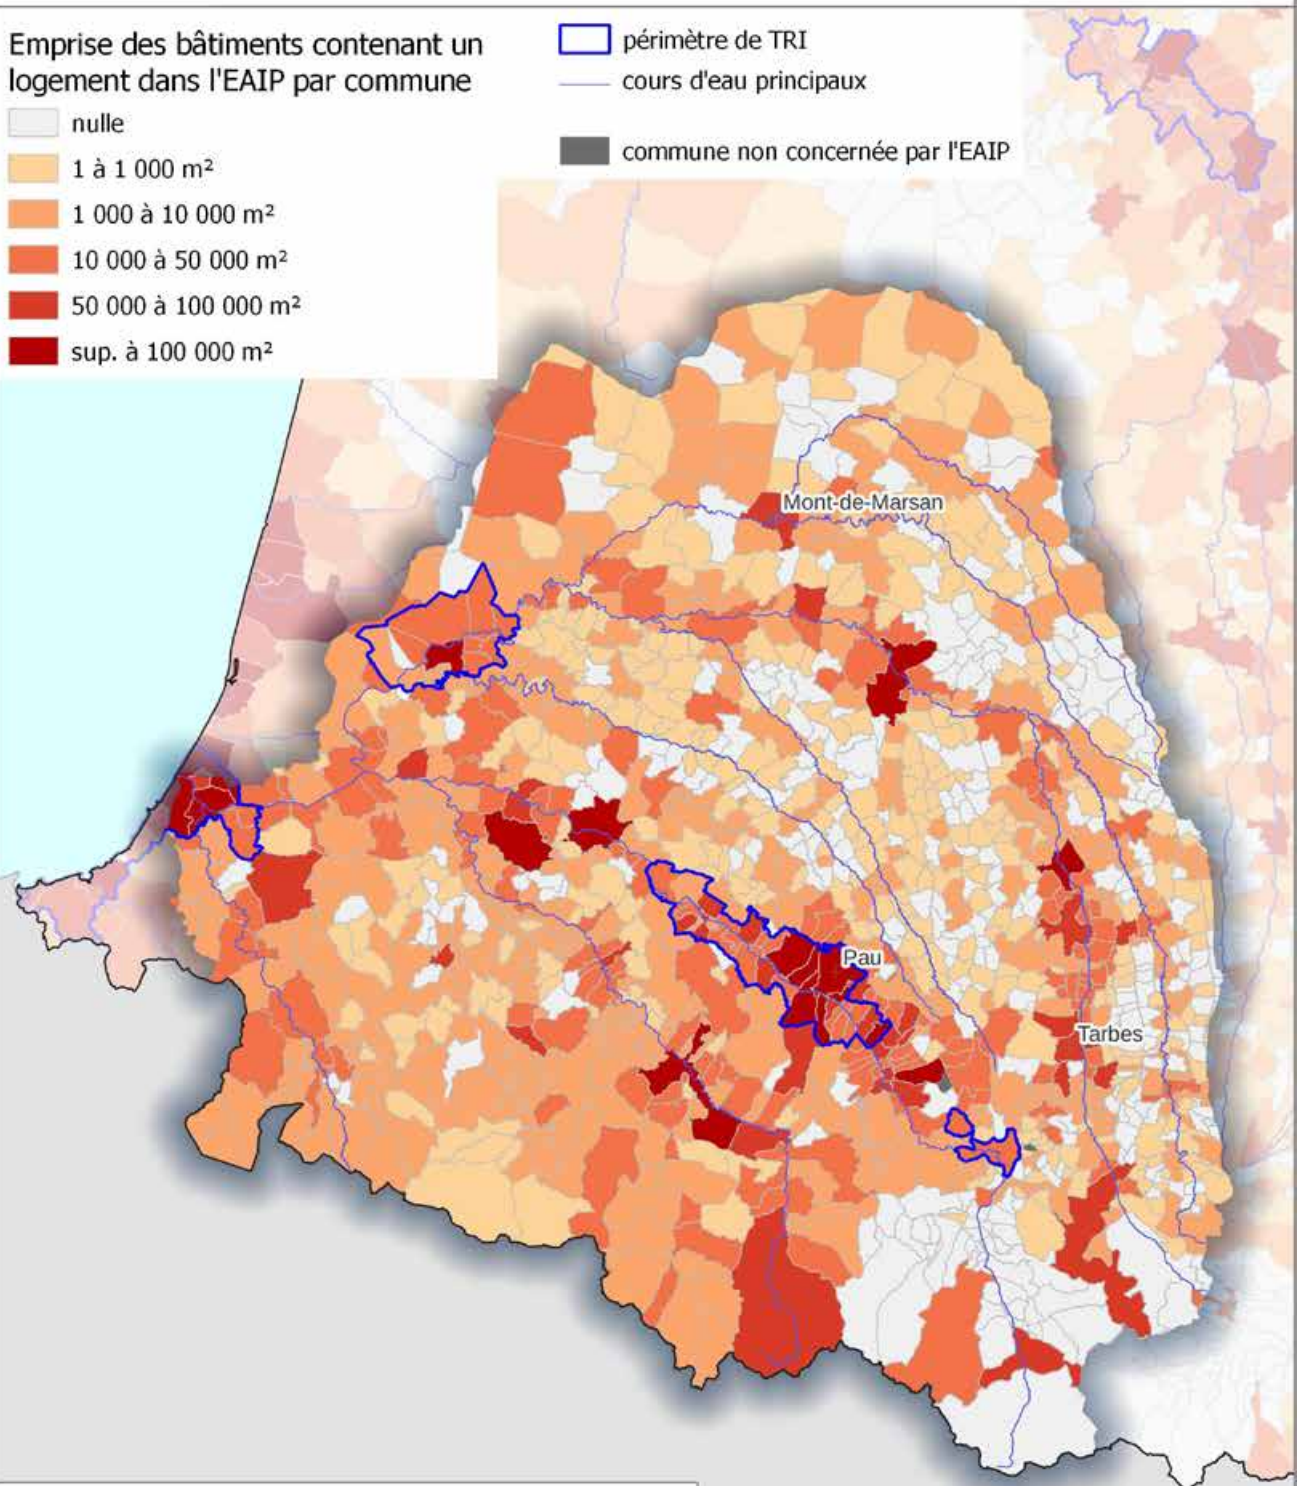 Emprise des bâtiments contenant un
logement dans l'EAIP par commune
nulle
1 à 1 000 m²
1 000 à 10 000 m²
10 000 à 50 000 m²
50 000 à 100 000 m²
sup. à 100 000 m²
périmètre de TRI
cours d'eau principaux
commune non concernée par l'EAIP
Mont-de-Marsan
Pau
Tarbes